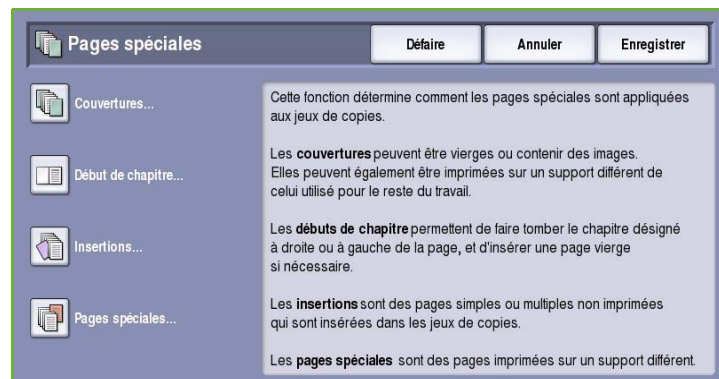 Pages spéciales
Défaire
Annuler
Enregistrer
Couvertures...
Début de chapitre...
Insertions...
Pages spéciales...
Cette fonction détermine comment les pages spéciales sont appliquées
aux jeux de copies.
Les couvertures peuvent être vierges ou contenir des images.
Elles peuvent également être imprimées sur un support différent de
celui utilisé pour le reste du travail.
Les débuts de chapitre permettent de faire tomber le chapitre désigné
à droite ou à gauche de la page, et d'insérer une page vierge
si nécessaire.
Les insertions sont des pages simples ou multiples non imprimées
qui sont insérées dans les jeux de copies.
Les pages spéciales sont des pages imprimées sur un support différent.